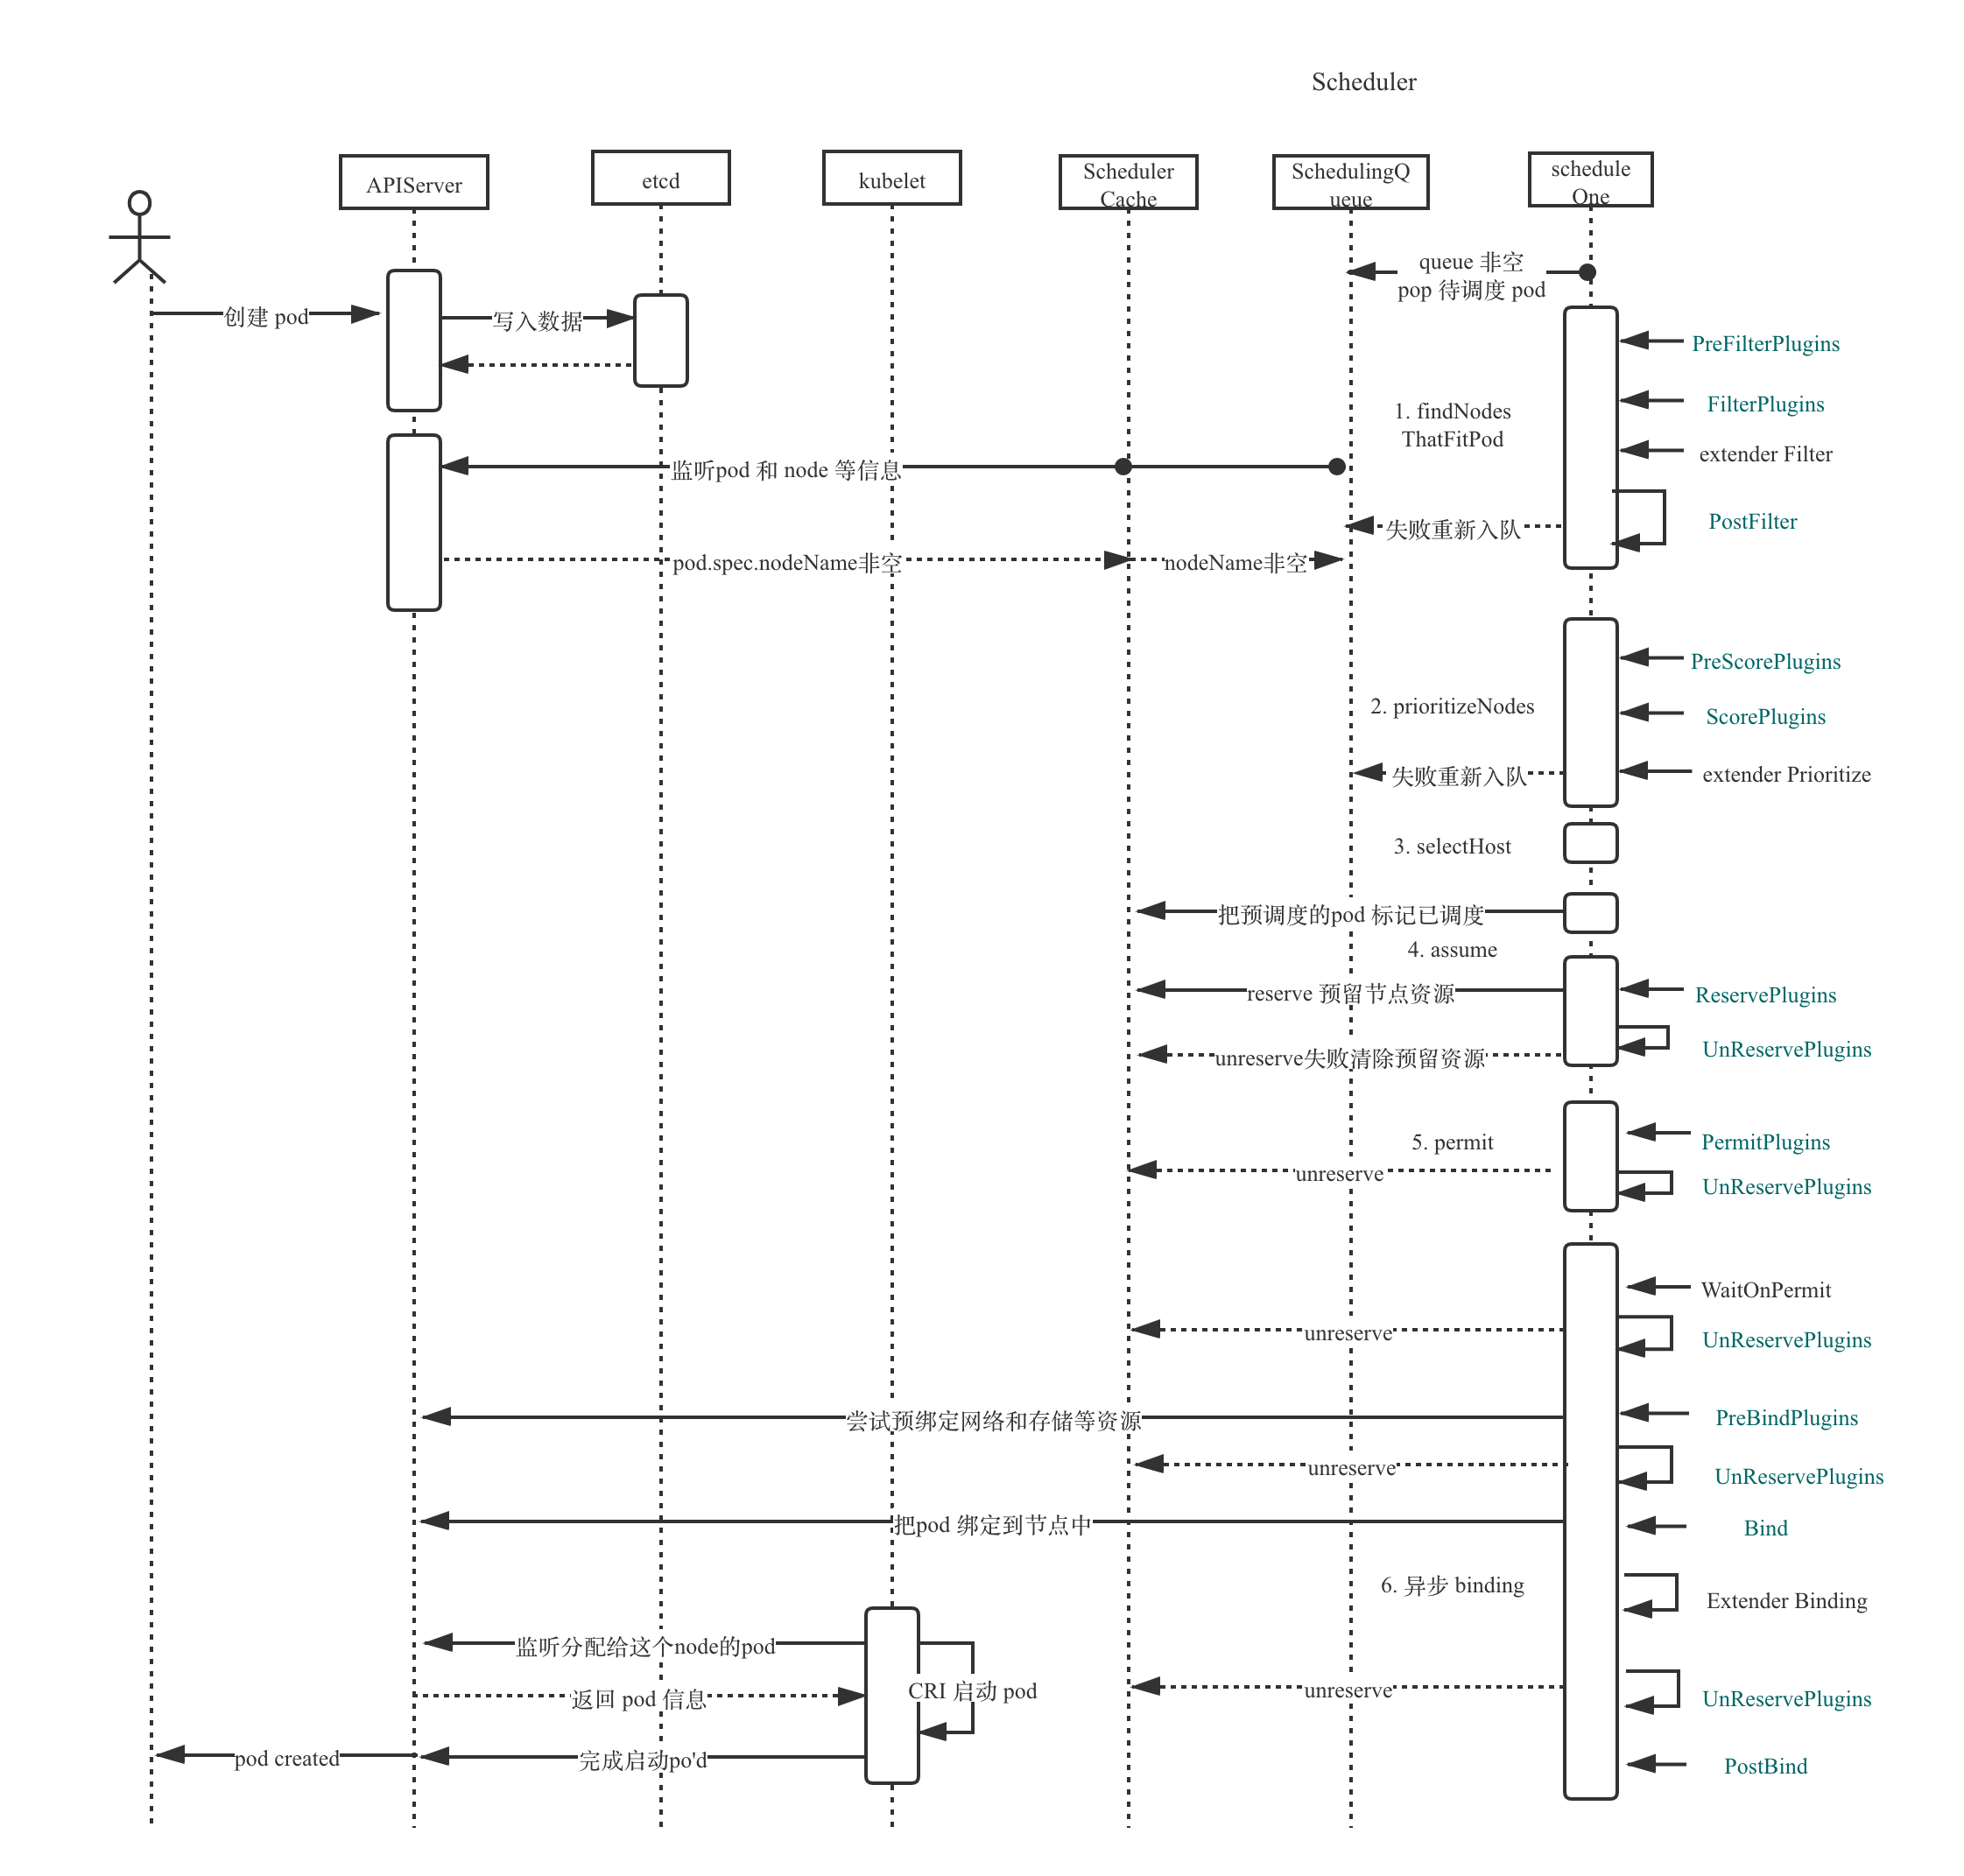 Scheduler
APIServer
etcd
kubelet
Scheduler
Cache
SchedulingQ
ueue
schedule
One
queue 非空
pop 待调度 pod
创建 pod
写入数据
PreFilterPlugins
FilterPlugins
1. findNodes
ThatFitPod
extender Filter
监听pod 和 node 等信息
PostFilter
失败重新入队
pod.spec.nodeName非空
nodeName非空
PreScorePlugins
2. prioritizeNodes
ScorePlugins
失败重新入队
extender Prioritize
3. selectHost
把预调度的pod 标记已调度
4. assume
reserve 预留节点资源
ReservePlugins
unreserve失败清除预留资源
UnReservePlugins
5. permit
PermitPlugins
unreserve
UnReservePlugins
WaitOnPermit
unreserve
UnReservePlugins
尝试预绑定网络和存储等资源
PreBindPlugins
unreserve
UnReservePlugins
把pod 绑定到节点中
Bind
6. 异步 binding
Extender Binding
监听分配给这个node的pod
CRI 启动 pod
返回 pod 信息
unreserve
UnReservePlugins
pod created
完成启动po'd
PostBind